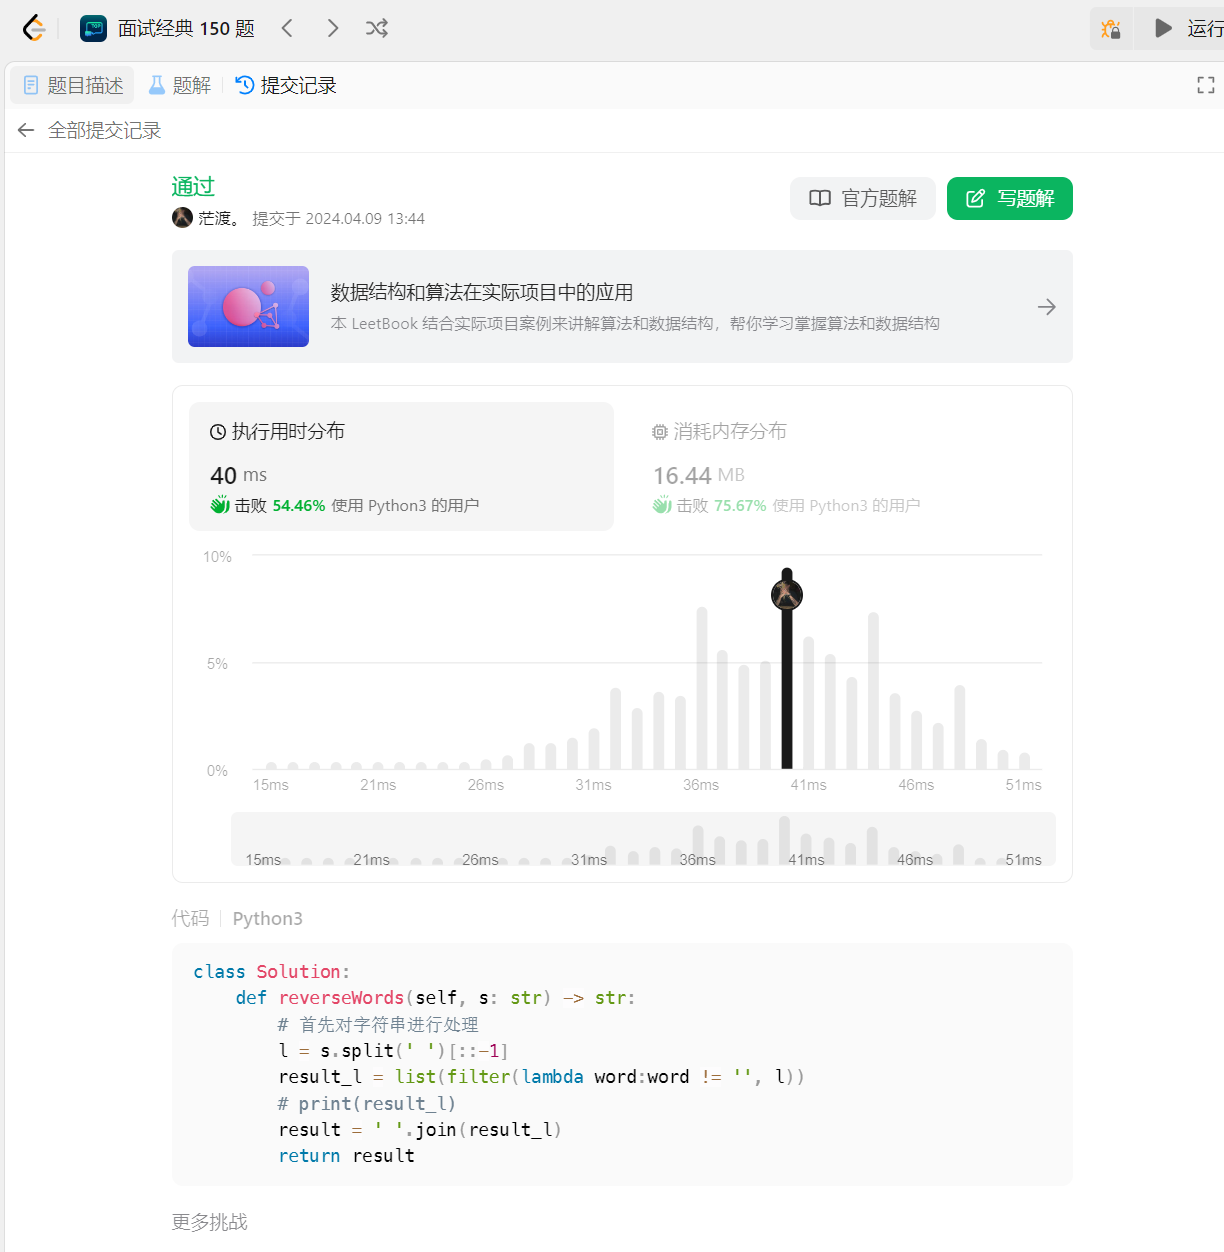 面试经典 150 题
运行
题目描述
题解
提交记录
全部提交记录
通过
官方题解
写题解
茫渡。 提交于 2024.04.09 13:44
数据结构和算法在实际项目中的应用
本 LeetBook 结合实际项目案例来讲解算法和数据结构，帮你学习掌握算法和数据结构
执行用时分布
40 ms
击败 54.46% 使用 Python3 的用户
消耗内存分布
16.44 MB
击败 75.67% 使用 Python3 的用户
10%
5%
0%
15ms 21ms 26ms 31ms 36ms 41ms 46ms 51ms
15ms 21ms 26ms 31ms 36ms 41ms 46ms 51ms
代码 Python3
class Solution:
    def reverseWords(self, s: str) -> str:
        # 首先对字符串进行处理
        l = s.split(' ')[::-1]
        result_l = list(filter(lambda word:word != '', l))
        # print(result_l)
        result = ' '.join(result_l)
        return result
更多挑战